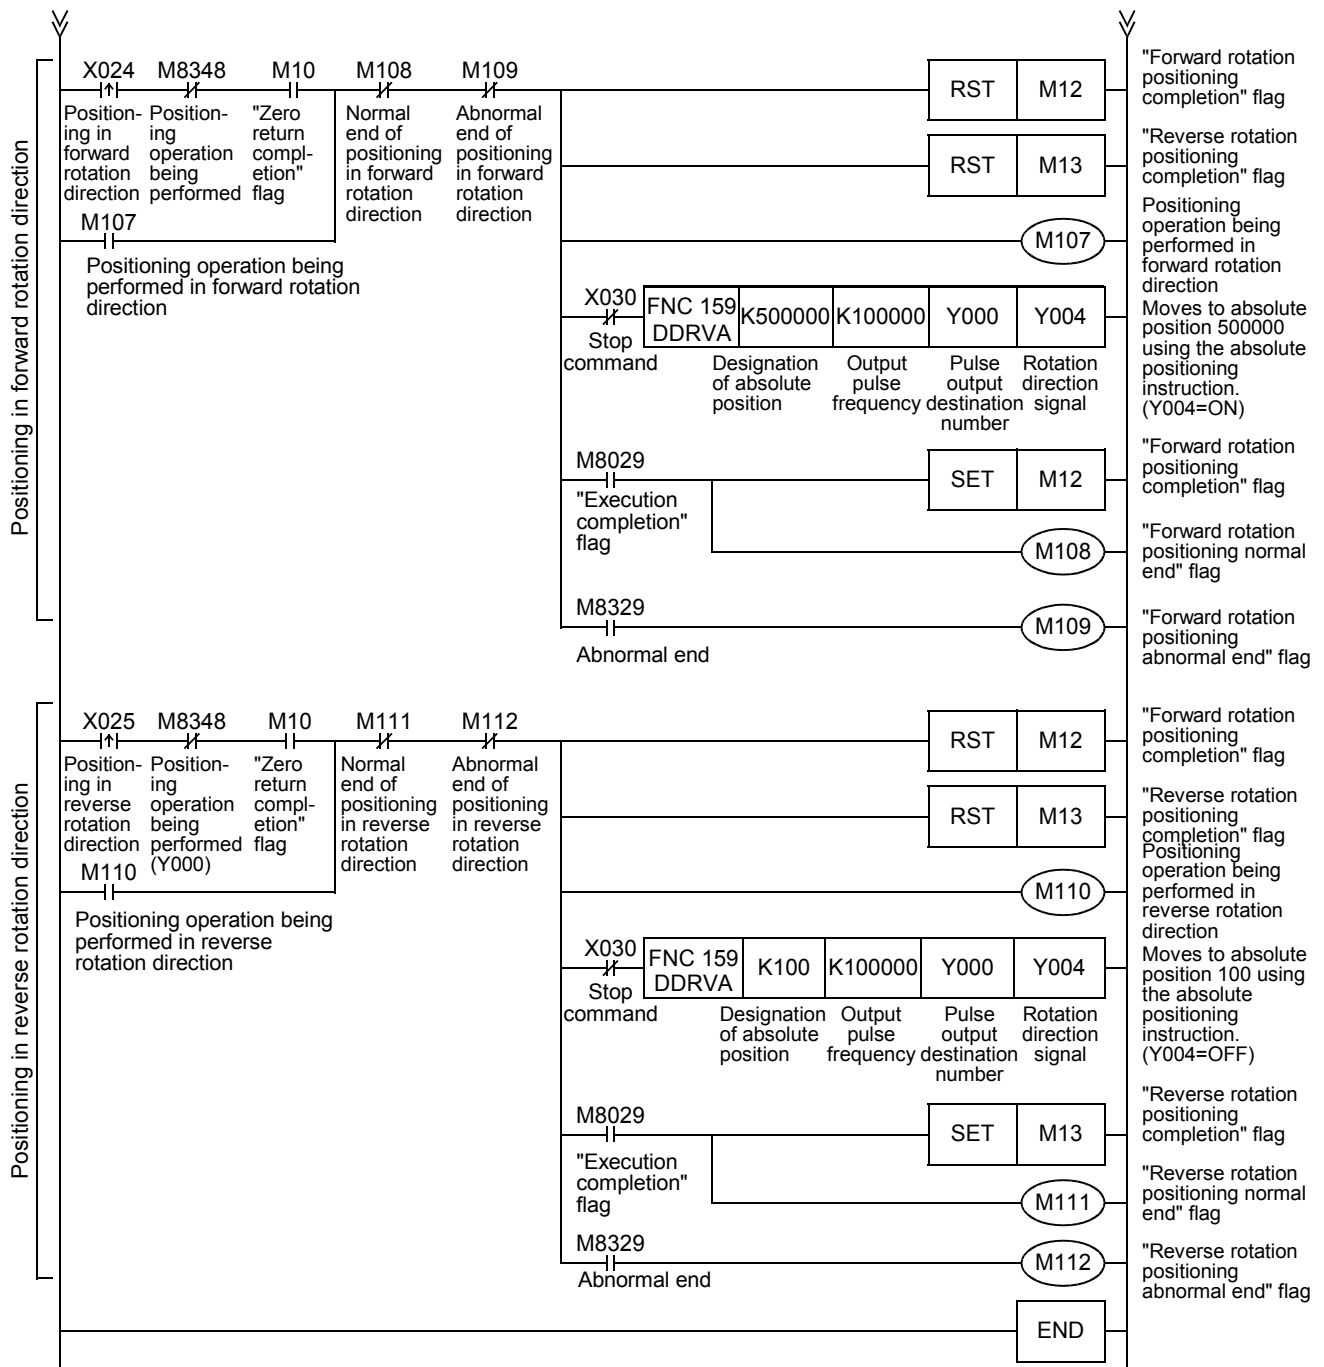 Positioning in forward rotation direction
X024 M8348 M10 M108 M109
Position-
ing in
forward
rotation
direction
Position-
ing
operation
being
performed
"Zero
return
compl-
etion"
flag
Normal
end of
positioning
in forward
rotation
direction
Abnormal
end of
positioning
in forward
rotation
direction
RST M12
"Forward rotation
positioning
completion" flag
RST M13
"Reverse rotation
positioning
completion" flag
M107
Positioning operation being
performed in forward rotation
direction
M107
Positioning
operation being
performed in
forward rotation
direction
X030
Stop
command
FNC 159
DDRVA
K500000 K100000 Y000 Y004
Designation
of absolute
position
Output
pulse
frequency
Pulse
output
destination
number
Rotation
direction
signal
Moves to absolute
position 500000
using the absolute
positioning
instruction.
(Y004=ON)
M8029
"Execution
completion"
flag
SET M12
"Forward rotation
positioning
completion" flag
M108
"Forward rotation
positioning normal
end" flag
M8329
Abnormal end
M109
"Forward rotation
positioning
abnormal end" flag
Positioning in reverse rotation direction
X025 M8348 M10 M111 M112
Position-
ing in
reverse
rotation
direction
Position-
ing
operation
being
performed
(Y000)
"Zero
return
compl-
etion"
flag
Normal
end of
positioning
in reverse
rotation
direction
Abnormal
end of
positioning
in reverse
rotation
direction
RST M12
"Forward rotation
positioning
completion" flag
RST M13
"Reverse rotation
positioning
completion" flag
M110
Positioning operation being
performed in reverse
rotation direction
M110
Positioning
operation being
performed in
reverse rotation
direction
X030
Stop
command
FNC 159
DDRVA
K100 K100000 Y000 Y004
Designation
of absolute
position
Output
pulse
frequency
Pulse
output
destination
number
Rotation
direction
signal
Moves to absolute
position 100 using
the absolute
positioning
instruction.
(Y004=OFF)
M8029
"Execution
completion"
flag
SET M13
"Reverse rotation
positioning
completion" flag
M111
"Reverse rotation
positioning normal
end" flag
M8329
Abnormal end
M112
"Reverse rotation
positioning
abnormal end" flag
END